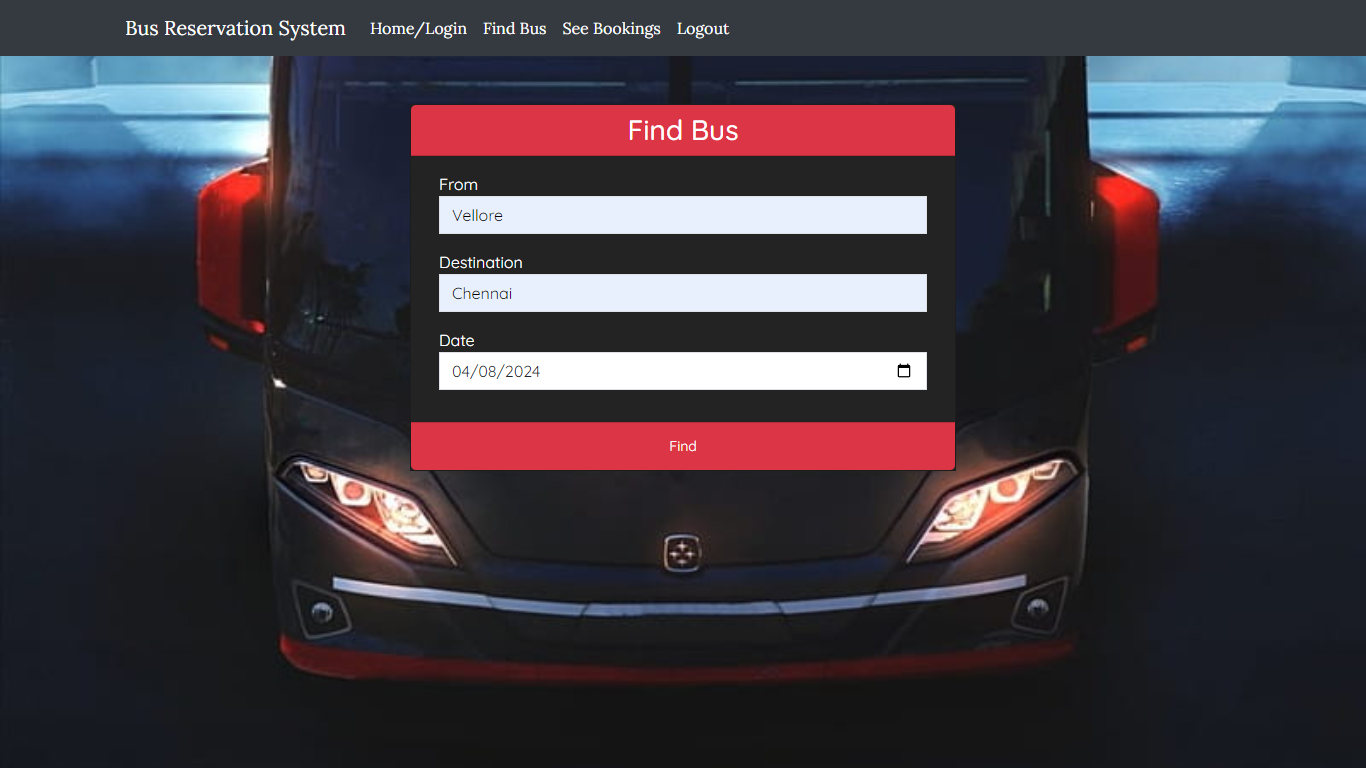 Bus Reservation System Home/Login Find Bus See Bookings Logout
Find Bus
From
Vellore
Destination
Chennai
Date
04/08/2024
Find